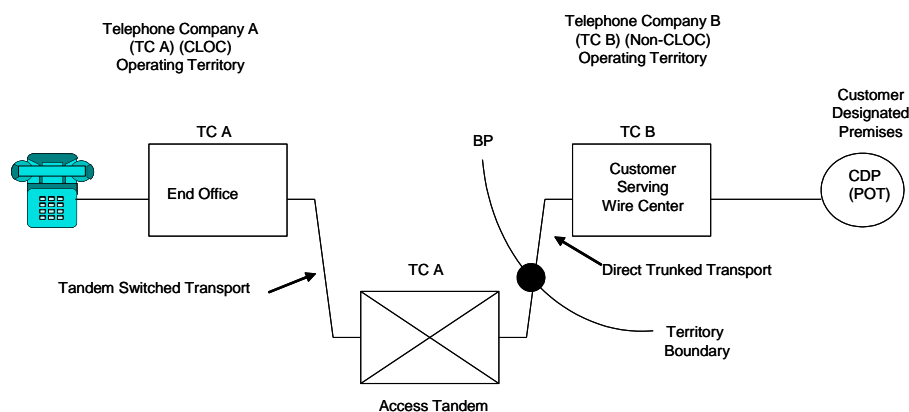 Telephone Company A
(TC A) (CLOC)
Operating Territory
Telephone Company B
(TC B) (Non-CLOC)
Operating Territory
Customer
Designated
Premises
TC A
End Office
BP
TC B
Customer
Serving
Wire Center
CDP
(POT)
Tandem Switched Transport
TC A
Direct Trunked Transport
Territory
Boundary
Access Tandem